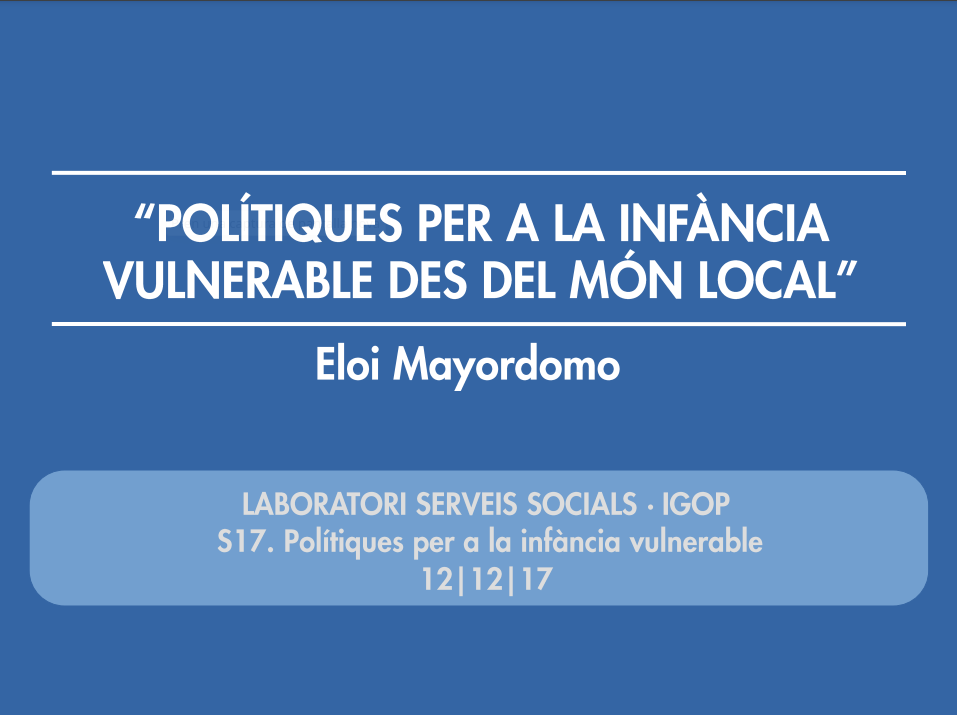 “POLÍTIQUES PER A LA INFÀNCIA
VULNERABLE DES DEL MÓN LOCAL”
Eloi Mayordomo
LABORATORI SERVEIS SOCIALS · IGOP
S17. Polítiques per a la infància vulnerable
12|12|17